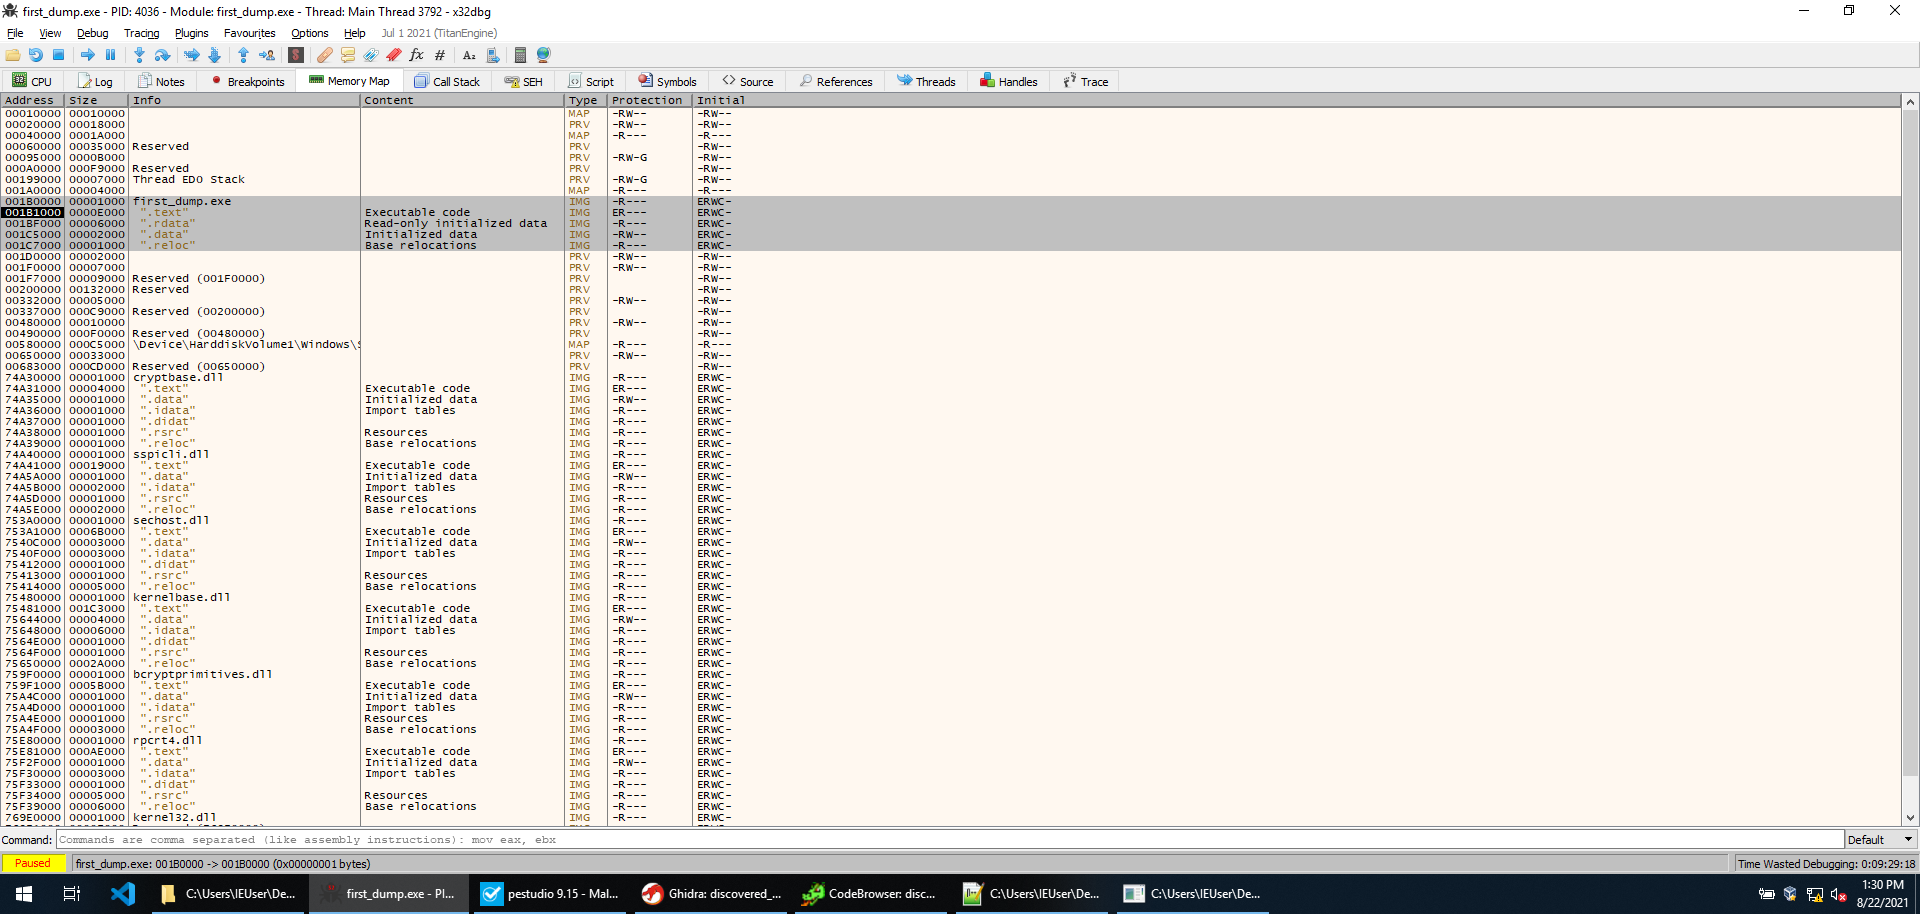 first_dump.exe - PID: 4036 - Module: first_dump.exe - Thread: Main Thread 3792 - x32dbg
File View Debug Tracing Plugins Favourites Options Help Jul 1 2021 (TitanEngine)
CPU Log Notes Breakpoints Memory Map Call Stack SEH Script Symbols Source References Threads Handles Trace
Address Size Info Content Type Protection Initial
00010000 00010000 MAP -RW-- -RW--
00020000 00018000 PRV -RW-- -RW--
00040000 0001A000 MAP -R--- -R---
00060000 00035000 Reserved PRV -RW--
00095000 0000B000 PRV -RW-G -RW--
000A0000 000F9000 Reserved PRV -RW--
00199000 00007000 Thread ED0 Stack PRV -RW-G -RW--
001A0000 00004000 MAP -R--- -R---
001B0000 00001000 first_dump.exe IMG -R--- ERWC-
001B1000 0000E000 ".text" Executable code IMG ER--- ERWC-
001BF000 00006000 ".rdata" Read-only initialized data IMG -R--- ERWC-
001C5000 00002000 ".data" Initialized data IMG -RW-- ERWC-
001C7000 00001000 ".reloc" Base relocations IMG -R--- ERWC-
001D0000 00002000 PRV -RW-- -RW--
001F0000 00007000 PRV -RW-- -RW--
001F7000 00009000 Reserved (001F0000) PRV -RW--
00200000 00132000 Reserved PRV -RW--
00332000 00005000 PRV -RW-- -RW--
00337000 000C9000 Reserved (00200000) PRV -RW--
00480000 00010000 PRV -RW-- -RW--
00490000 000F0000 Reserved (00480000) PRV -RW--
00580000 000C5000 \Device\HarddiskVolume1\Windows\S MAP -R--- -R---
00650000 00033000 PRV -RW-- -RW--
00683000 000CD000 Reserved (00650000) PRV -RW--
74A30000 00001000 cryptbase.dll IMG -R--- ERWC-
74A31000 00004000 ".text" Executable code IMG ER--- ERWC-
74A35000 00001000 ".data" Initialized data IMG -RW-- ERWC-
74A36000 00001000 ".idata" Import tables IMG -R--- ERWC-
74A37000 00001000 ".didat" IMG -R--- ERWC-
74A38000 00001000 ".rsrc" Resources IMG -R--- ERWC-
74A39000 00001000 ".reloc" Base relocations IMG -R--- ERWC-
74A40000 00001000 sspicli.dll IMG -R--- ERWC-
74A41000 00019000 ".text" Executable code IMG ER--- ERWC-
74A5A000 00001000 ".data" Initialized data IMG -RW-- ERWC-
74A5B000 00002000 ".idata" Import tables IMG -R--- ERWC-
74A5D000 00001000 ".rsrc" Resources IMG -R--- ERWC-
74A5E000 00002000 ".reloc" Base relocations IMG -R--- ERWC-
753A0000 00001000 sechost.dll IMG -R--- ERWC-
753A1000 0006B000 ".text" Executable code IMG ER--- ERWC-
7540C000 00003000 ".data" Initialized data IMG -RW-- ERWC-
7540F000 00003000 ".idata" Import tables IMG -R--- ERWC-
75412000 00001000 ".didat" IMG -R--- ERWC-
75413000 00001000 ".rsrc" Resources IMG -R--- ERWC-
75414000 00005000 ".reloc" Base relocations IMG -R--- ERWC-
75480000 00001000 kernelbase.dll IMG -R--- ERWC-
75481000 001C3000 ".text" Executable code IMG ER--- ERWC-
75644000 00004000 ".data" Initialized data IMG -RW-- ERWC-
75648000 00006000 ".idata" Import tables IMG -R--- ERWC-
7564E000 00001000 ".didat" IMG -R--- ERWC-
7564F000 00001000 ".rsrc" Resources IMG -R--- ERWC-
75650000 0002A000 ".reloc" Base relocations IMG -R--- ERWC-
759F0000 00001000 bcryptprimitives.dll IMG -R--- ERWC-
759F1000 0005B000 ".text" Executable code IMG ER--- ERWC-
75A4C000 00001000 ".data" Initialized data IMG -RW-- ERWC-
75A4D000 00001000 ".idata" Import tables IMG -R--- ERWC-
75A4E000 00001000 ".rsrc" Resources IMG -R--- ERWC-
75A4F000 00003000 ".reloc" Base relocations IMG -R--- ERWC-
75E80000 00001000 rpcrt4.dll IMG -R--- ERWC-
75E81000 000AE000 ".text" Executable code IMG ER--- ERWC-
75F2F000 00001000 ".data" Initialized data IMG -RW-- ERWC-
75F30000 00003000 ".idata" Import tables IMG -R--- ERWC-
75F33000 00001000 ".didat" IMG -R--- ERWC-
75F34000 00005000 ".rsrc" Resources IMG -R--- ERWC-
75F39000 00006000 ".reloc" Base relocations IMG -R--- ERWC-
769E0000 00001000 kernel32.dll IMG -R--- ERWC-
Command: Commands are comma separated (like assembly instructions): mov eax, ebx Default
Paused first_dump.exe: 001B0000 -> 001B0000 (0x00000001 bytes) Time Wasted Debugging: 0:09:29:18
C:\Users\IEUser\De... first_dump.exe - PI... pestudio 9.15 - Mal... Ghidra: discovered_... CodeBrowser: disc... C:\Users\IEUser\De... C:\Users\IEUser\De... 1:30 PM
8/22/2021